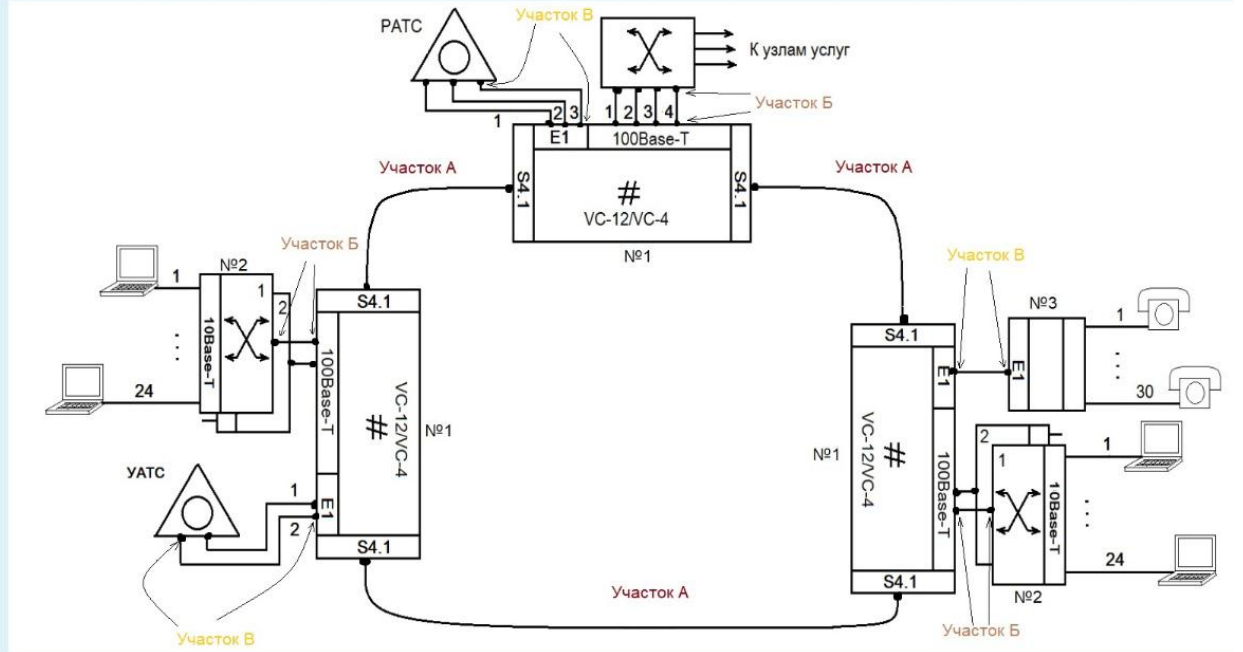 РАТС
Участок В
К узлам услуг
Участок Б
1
2
3
1
2
3
4
E1
100Base-T
Участок А
Участок А
S4.1
#
VC-12/VC-4
S4.1
№1
Участок Б
№2
1
1
2
10Base-T
24
S4.1
100Base-T
#
VC-12/VC-4
№1
E1
S4.1
УАТС
1
2
Участок В
Участок В
№3
1
E1
30
S4.1
E1
VC-12/VC-4
#
№1
100Base-T
S4.1
2
1
1
10Base-T
24
№2
Участок А
Участок Б